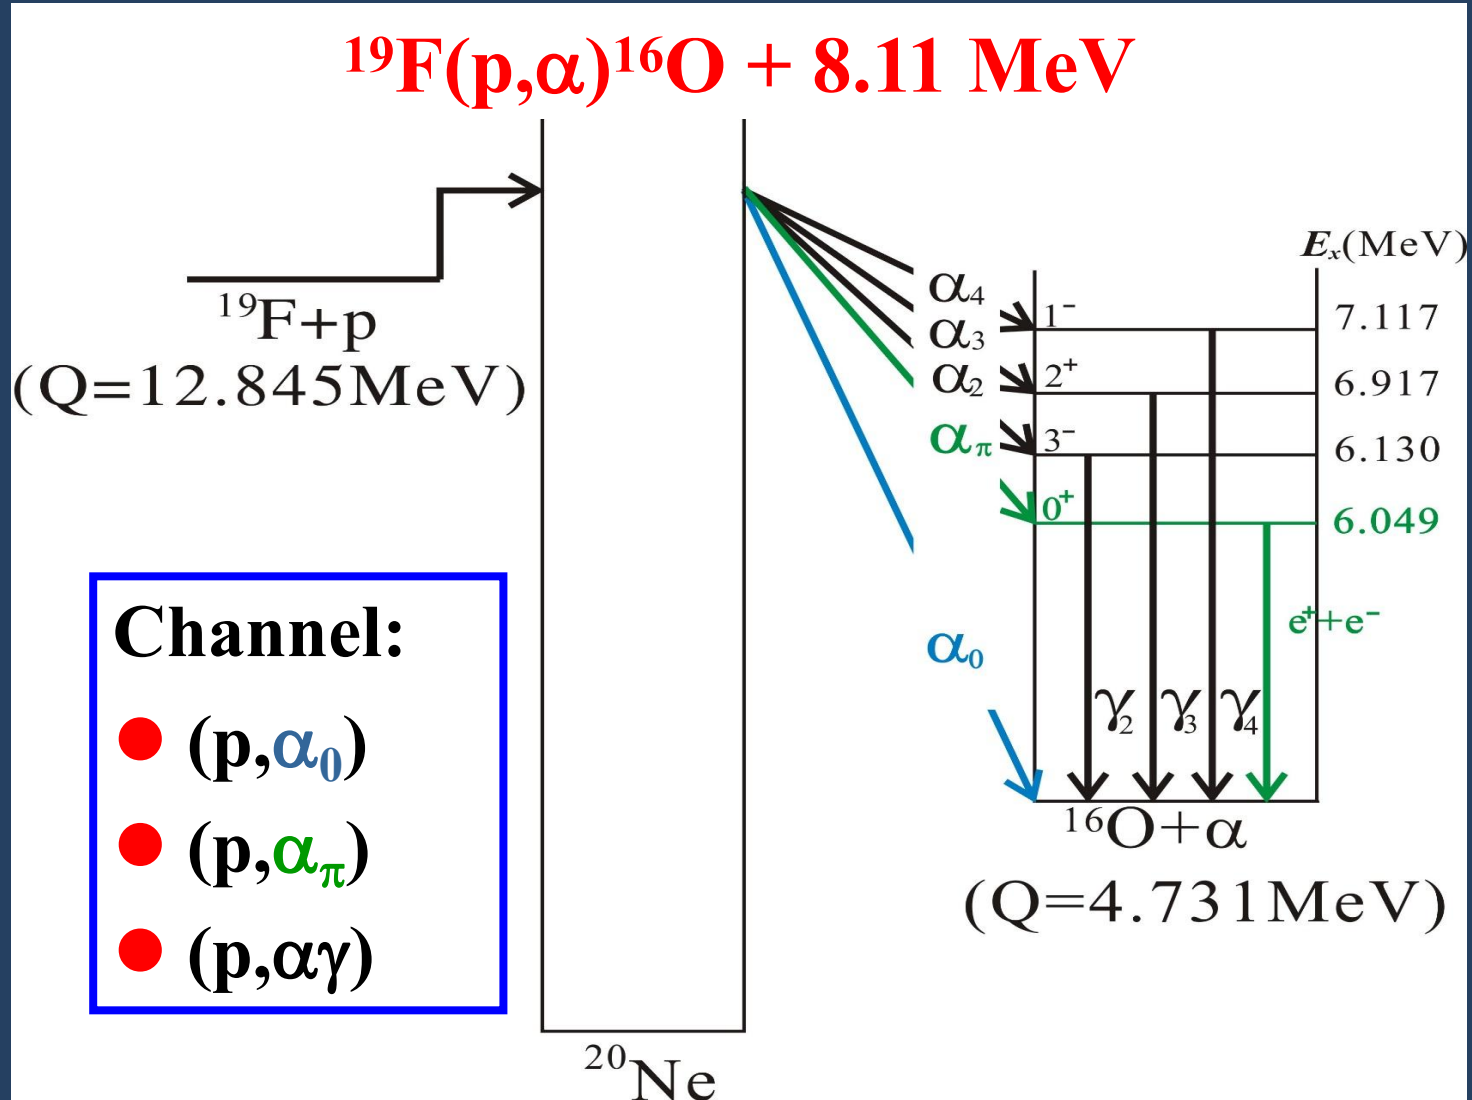 ¹⁹F(p,α)¹⁶O + 8.11 MeV
¹⁹F+p
(Q=12.845MeV)
Channel:
(p,α₀)
(p,απ)
(p,αγ)
²⁰Ne
α₄
α₃
α₂
απ
α₀
Eₓ(MeV)
1⁻ 7.117
2⁺ 6.917
3⁻ 6.130
0⁺ 6.049
e⁺+e⁻
γ₂ γ₃ γ₄
¹⁶O+α
(Q=4.731MeV)